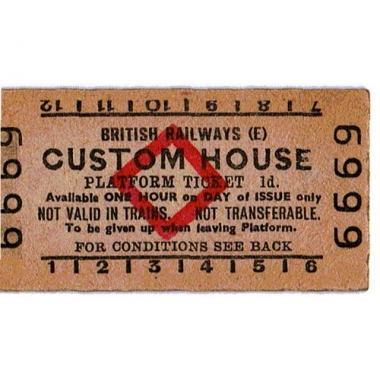 7 | 8 | 9 | 10 | 11 | 12
BRITISH RAILWAYS (E)
CUSTOM HOUSE
PLATFORM TICKET 1d.
Available ONE HOUR on DAY of ISSUE only
NOT VALID IN TRAINS. NOT TRANSFERABLE.
To be given up when leaving Platform.
FOR CONDITIONS SEE BACK
1 | 2 | 3 | 4 | 5 | 6